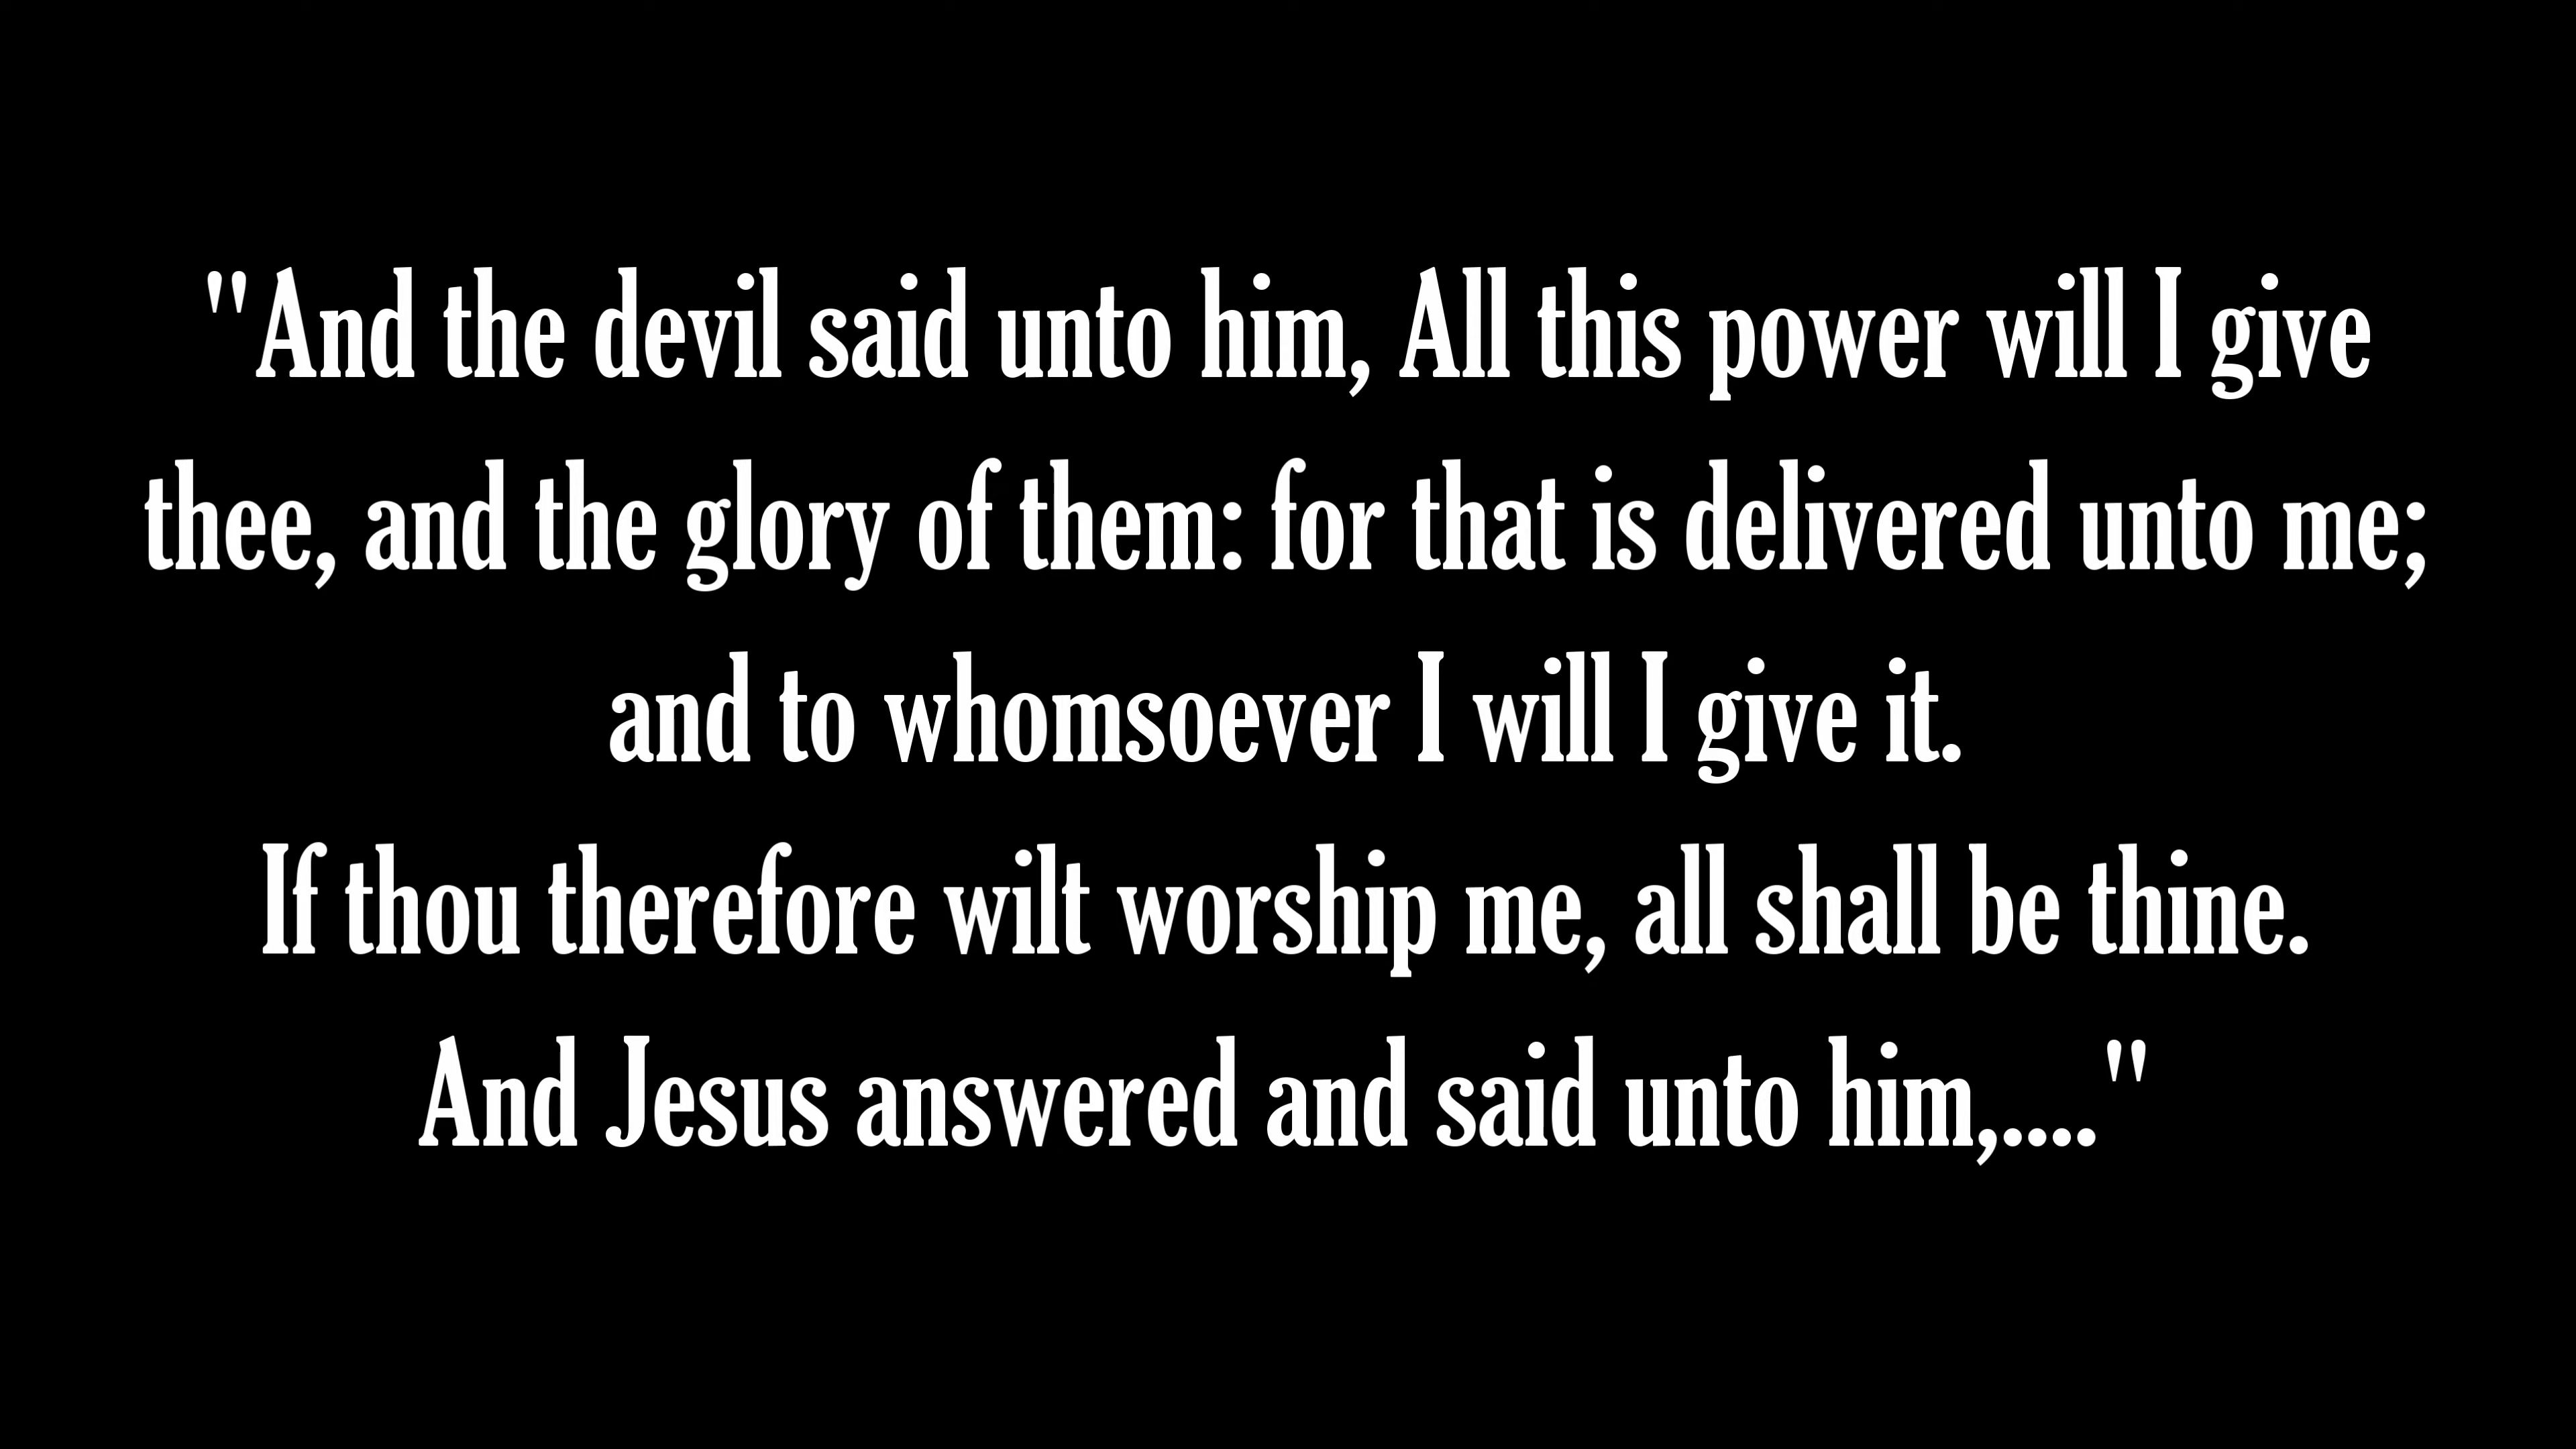 "And the devil said unto him, All this power will I give
thee, and the glory of them: for that is delivered unto me;
and to whomsoever I will I give it.
If thou therefore wilt worship me, all shall be thine.
And Jesus answered and said unto him,...."